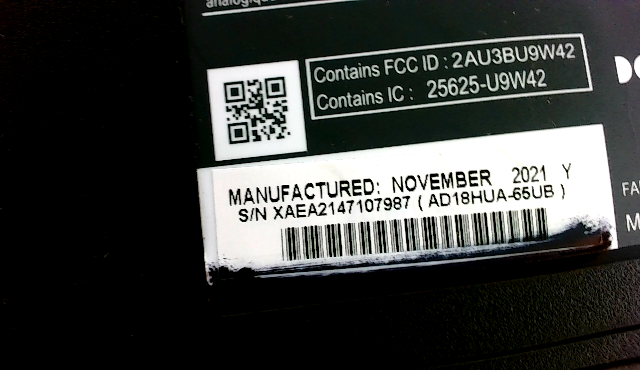 Contains FCC ID : 2AU3BU9W42
Contains IC : 25625-U9W42
MANUFACTURED: NOVEMBER 2021 Y
S/N XAEA2147107987 ( AD18HUA-65UB )